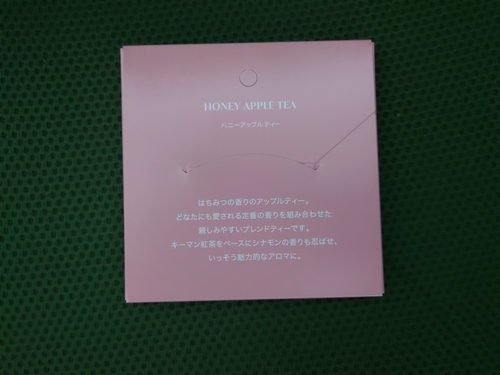 HONEY APPLE TEA
ハニーアップルティー
はちみつの香りのアップルティー。
どなたにも愛される定番の香りを組み合わせた
親しみやすいブレンドティーです。
キーマン紅茶をベースにシナモンの香りも忍ばせ、
いっそう魅力的なアロマに。